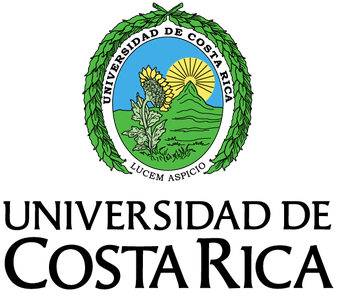 UNIVERSIDAD DE COSTA RICA
LUCEM ASPICIO
UNIVERSIDAD DE
COSTA RICA